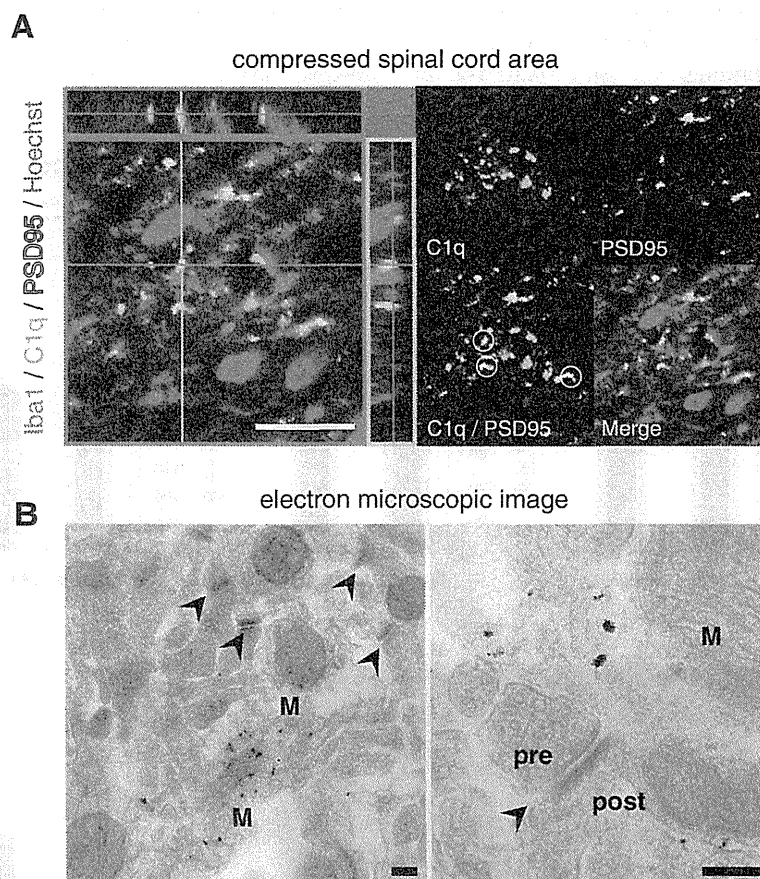 A
compressed spinal cord area
Iba1 / C1q / PSD95 / Hoechst
C1q
PSD95
C1q / PSD95
Merge
B
electron microscopic image
M
M
M
pre
post